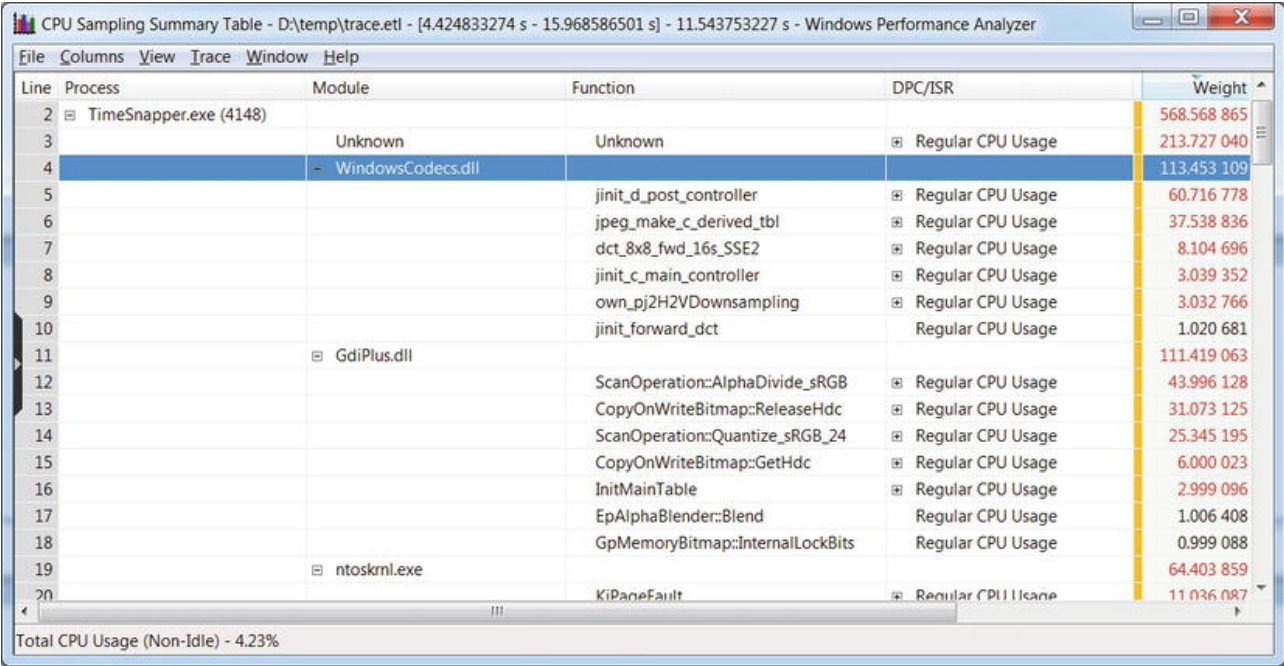 CPU Sampling Summary Table - D:\temp\trace.etl - [4.424833274 s - 15.968586501 s] - 11.543753227 s - Windows Performance Analyzer
File Columns View Trace Window Help
Line Process Module Function DPC/ISR Weight
2 TimeSnapper.exe (4148) 568.568 865
3 Unknown Unknown Regular CPU Usage 213.727 040
4 WindowsCodecs.dll 113.453 109
5 jinit_d_post_controller Regular CPU Usage 60.716 778
6 jpeg_make_c_derived_tbl Regular CPU Usage 37.538 836
7 dct_8x8_fwd_16s_SSE2 Regular CPU Usage 8.104 696
8 jinit_c_main_controller Regular CPU Usage 3.039 352
9 own_pj2H2VDownsampling Regular CPU Usage 3.032 766
10 jinit_forward_dct Regular CPU Usage 1.020 681
11 GdiPlus.dll 111.419 063
12 ScanOperation::AlphaDivide_sRGB Regular CPU Usage 43.996 128
13 CopyOnWriteBitmap::ReleaseHdc Regular CPU Usage 31.073 125
14 ScanOperation::Quantize_sRGB_24 Regular CPU Usage 25.345 195
15 CopyOnWriteBitmap::GetHdc Regular CPU Usage 6.000 023
16 InitMainTable Regular CPU Usage 2.999 096
17 EpAlphaBlender::Blend Regular CPU Usage 1.006 408
18 GpMemoryBitmap::InternalLockBits Regular CPU Usage 0.999 088
19 ntoskrnl.exe 64.403 859
20 KiPageFault Regular CPU Usage 11.036 087
Total CPU Usage (Non-Idle) - 4.23%